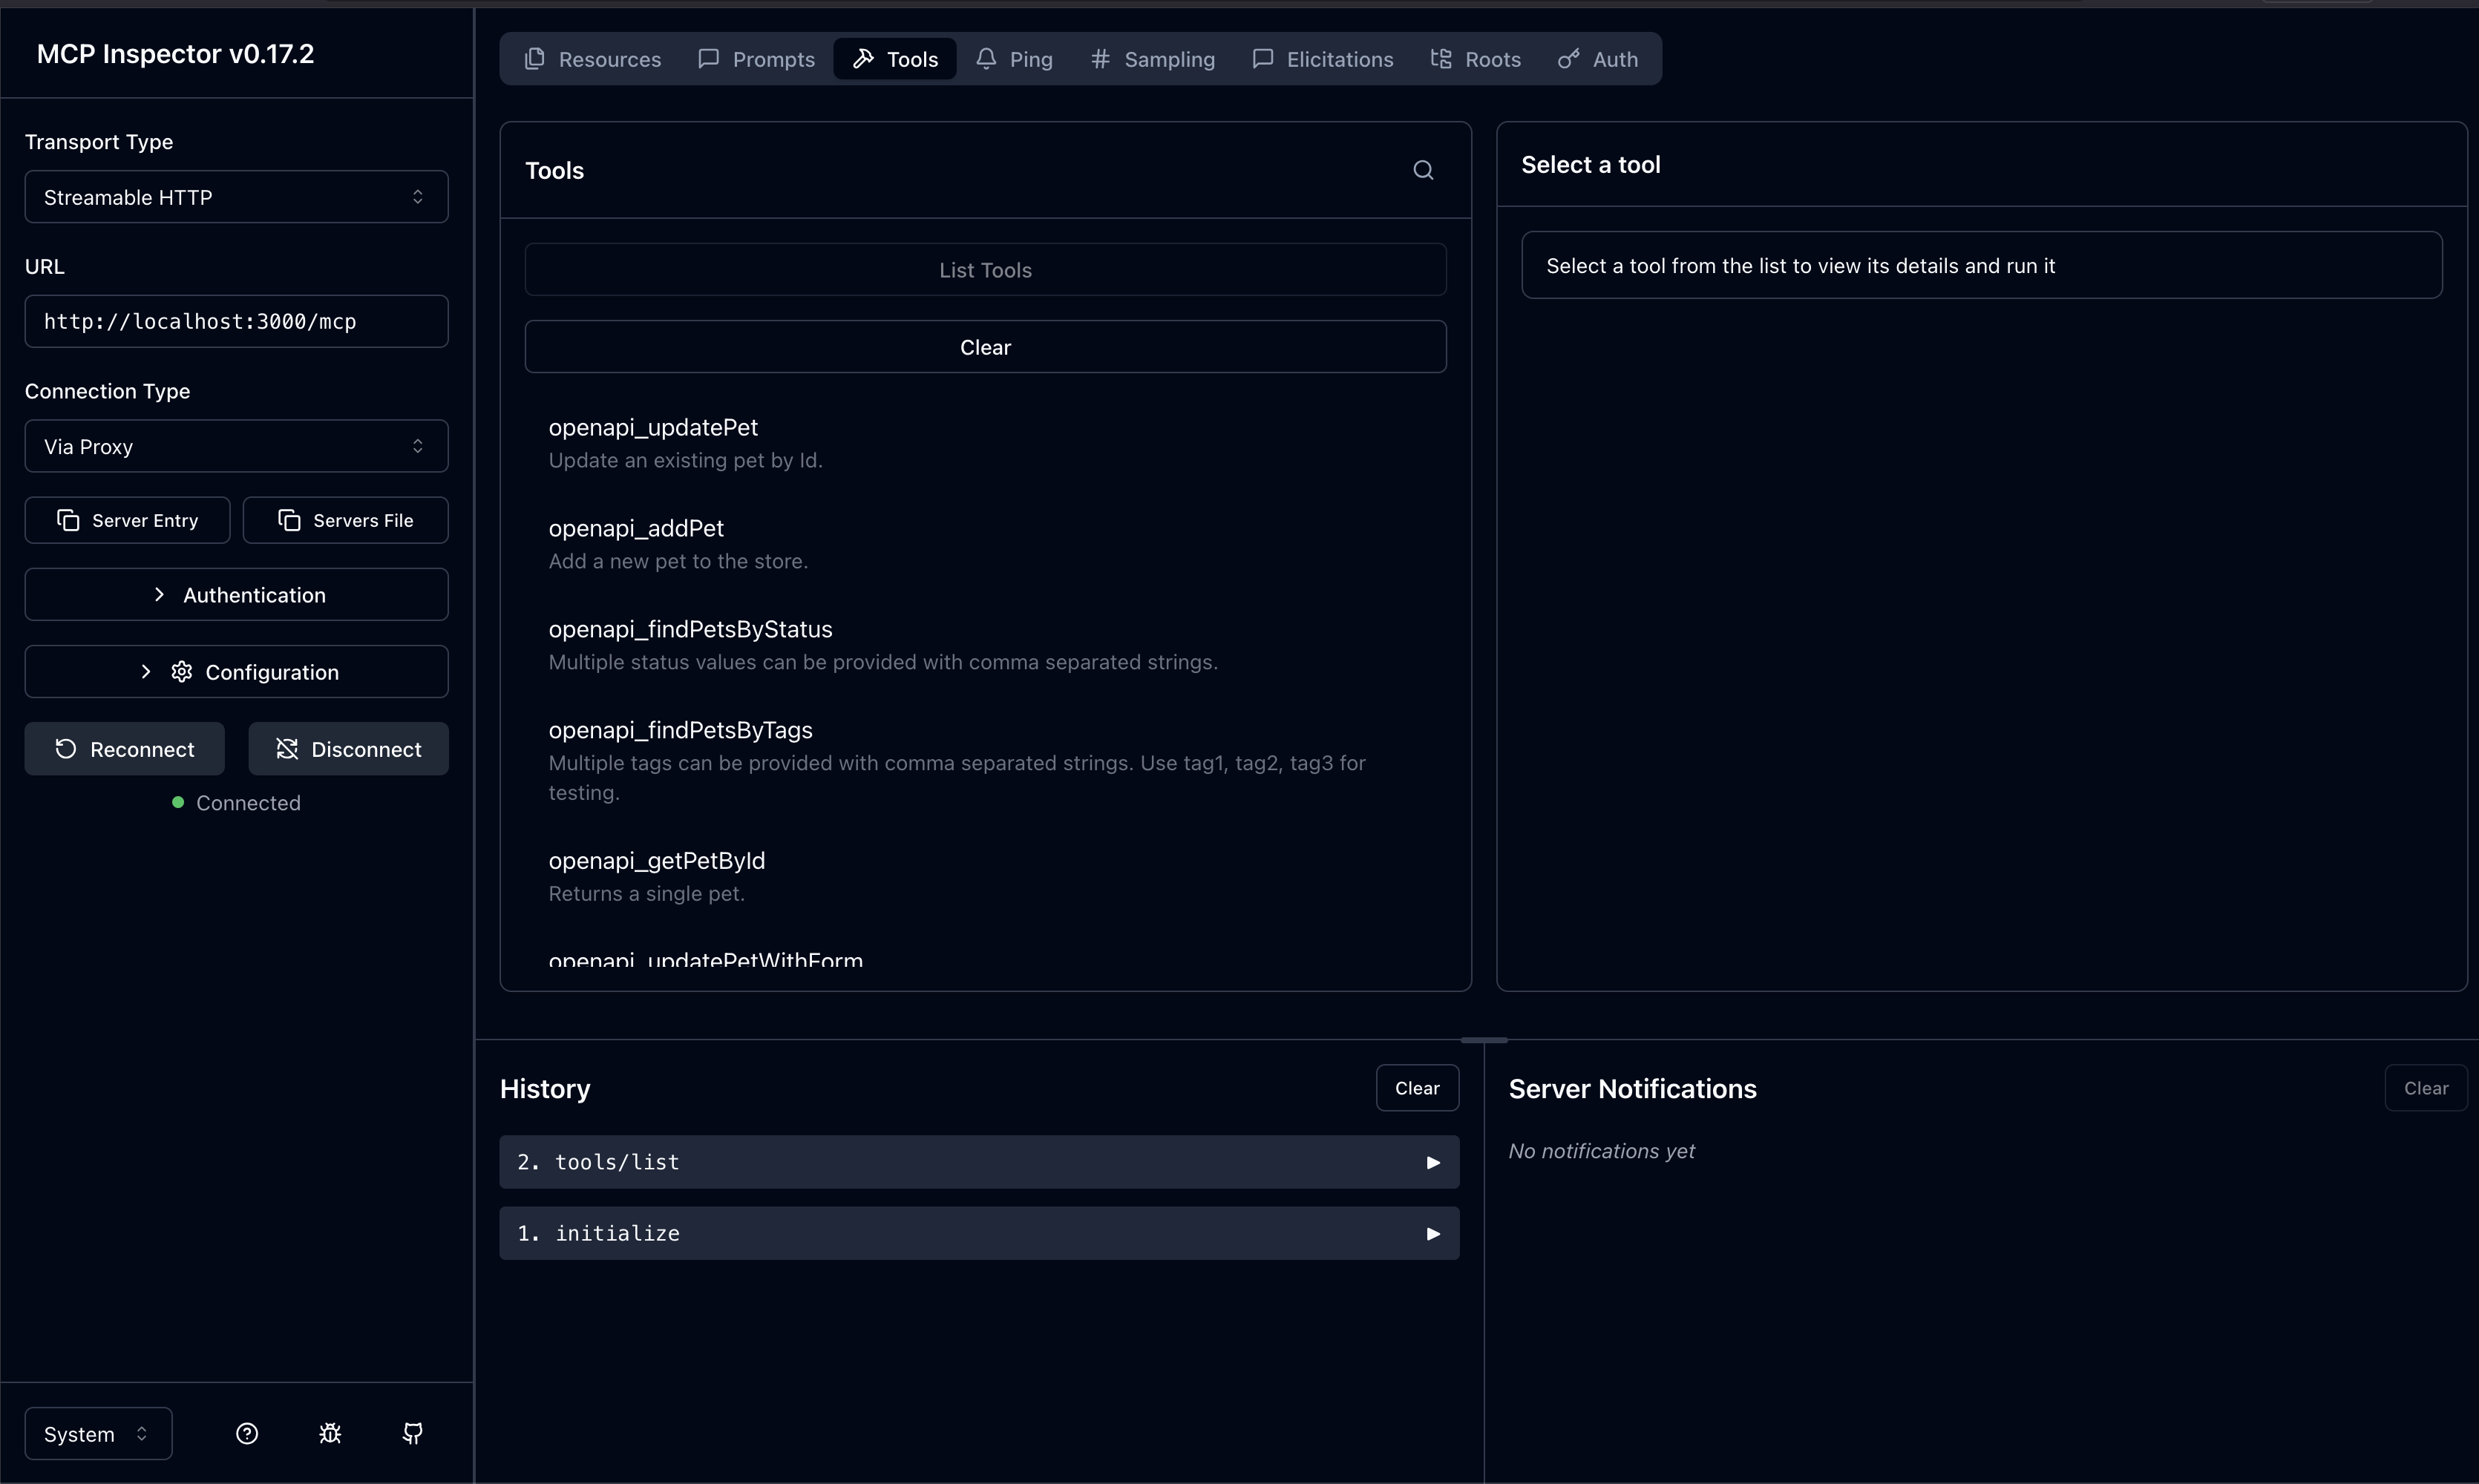 MCP Inspector v0.17.2
Transport Type
Streamable HTTP
URL
http://localhost:3000/mcp
Connection Type
Via Proxy
Server Entry
Servers File
Authentication
Configuration
Reconnect
Disconnect
Connected
System
Resources
Prompts
Tools
Ping
Sampling
Elicitations
Roots
Auth
Tools
List Tools
Clear
openapi_updatePet
Update an existing pet by Id.
openapi_addPet
Add a new pet to the store.
openapi_findPetsByStatus
Multiple status values can be provided with comma separated strings.
openapi_findPetsByTags
Multiple tags can be provided with comma separated strings. Use tag1, tag2, tag3 for
testing.
openapi_getPetById
Returns a single pet.
openapi_updatePetWithForm
Select a tool
Select a tool from the list to view its details and run it
History
Clear
2. tools/list
1. initialize
Server Notifications
Clear
No notifications yet